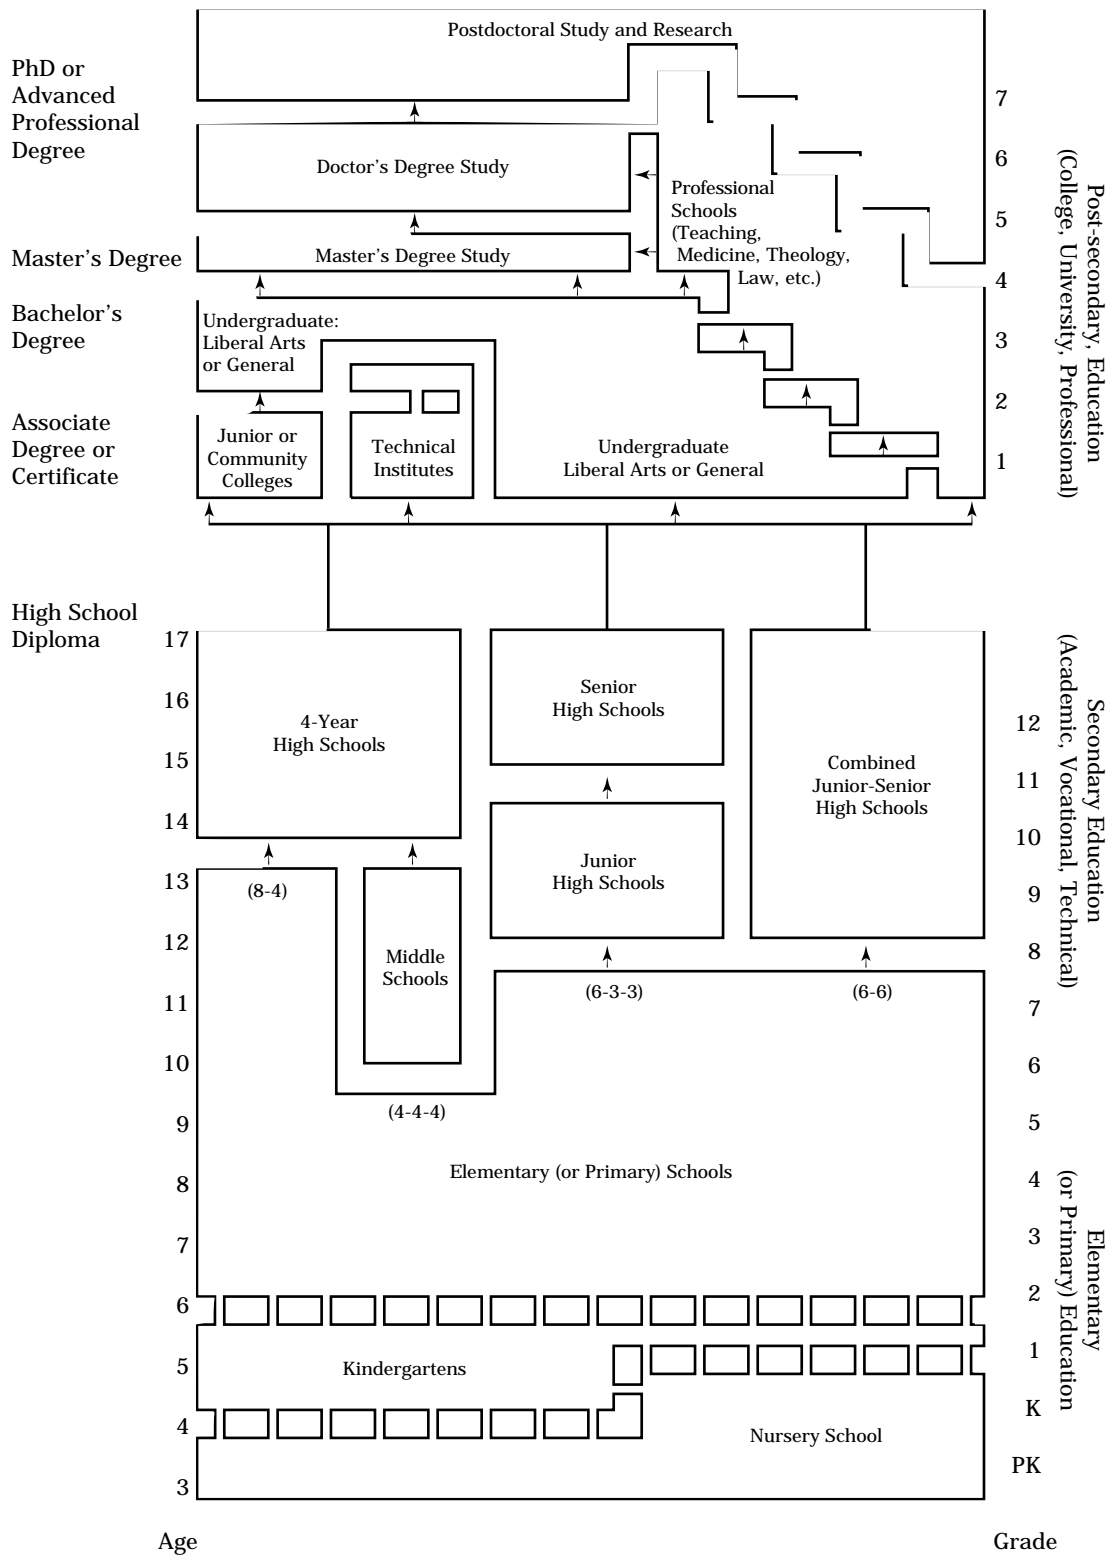 Postdoctoral Study and Research
PhD or
Advanced
Professional
Degree
7
Doctor's Degree Study
6
Professional
Schools
(Teaching,
Medicine, Theology,
Law, etc.)
5
Master's Degree
Master's Degree Study
4
Post-secondary, Education
(College, University, Professional)
Bachelor's
Degree
Undergraduate:
Liberal Arts
or General
3
2
Associate
Degree or
Certificate
Junior or
Community
Colleges
Technical
Institutes
Undergraduate
Liberal Arts or General
1
High School
Diploma
17
16
15
14
13
12
11
10
9
8
7
6
5
4
3
4-Year
High Schools
Senior
High Schools
Combined
Junior-Senior
High Schools
Junior
High Schools
(8-4)
Middle
Schools
(6-3-3)
(6-6)
(4-4-4)
Elementary (or Primary) Schools
Kindergartens
Nursery School
12
11
10
9
8
7
6
5
4
3
2
1
K
PK
Secondary Education
(Academic, Vocational, Technical)
Elementary
(or Primary) Education
Age
Grade